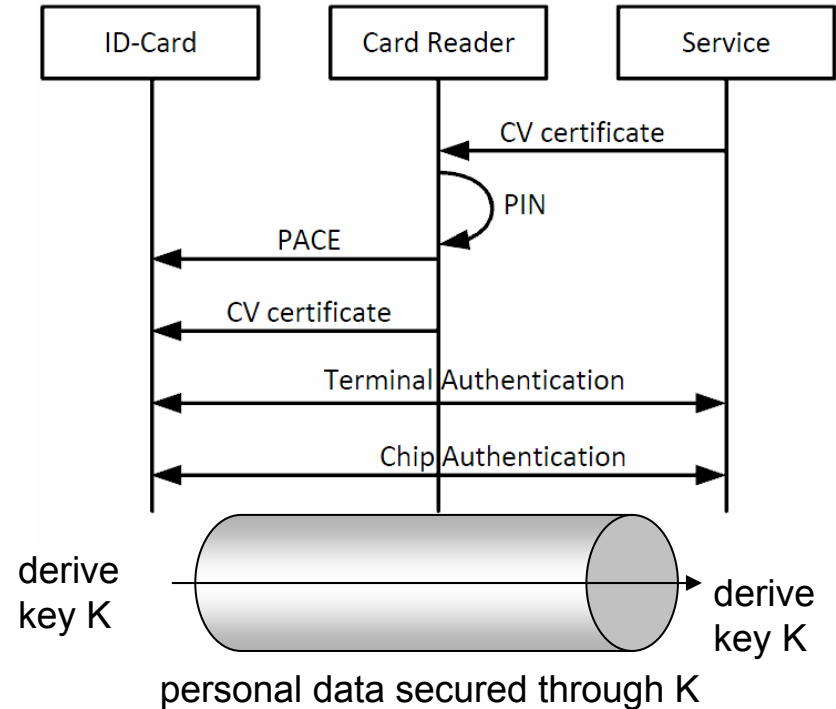 ID-Card
Card Reader
Service
CV certificate
PIN
PACE
CV certificate
Terminal Authentication
Chip Authentication
derive
key K
derive
key K
personal data secured through K